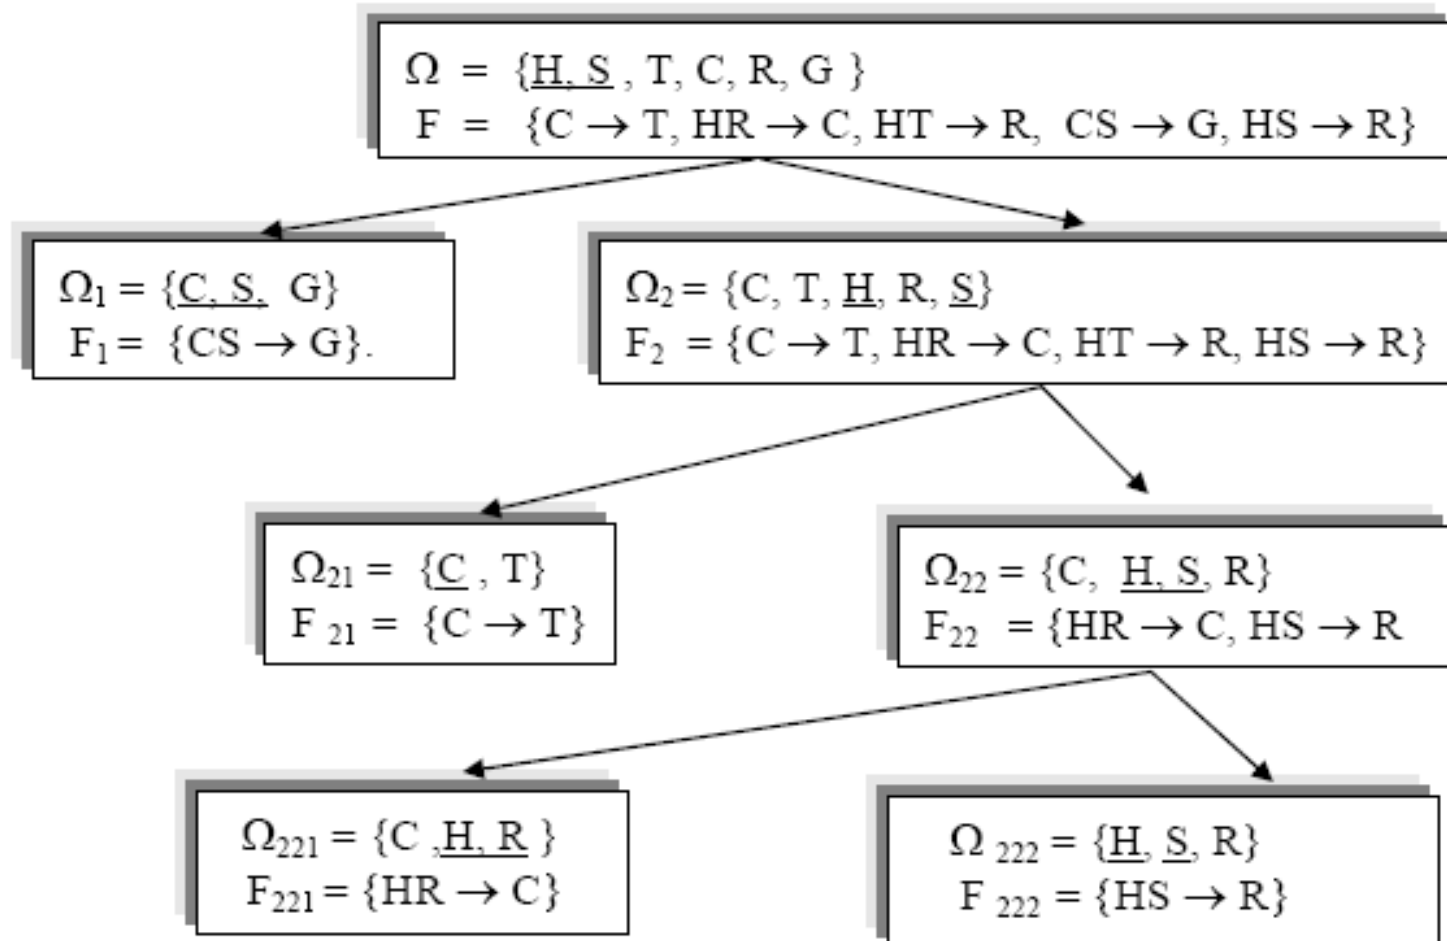 Ω = {H, S , T, C, R, G }
F = {C → T, HR → C, HT → R, CS → G, HS → R}
Ω1 = {C, S, G}
F1 = {CS → G}.
Ω2 = {C, T, H, R, S}
F2 = {C → T, HR → C, HT → R, HS → R}
Ω21 = {C , T}
F 21 = {C → T}
Ω22 = {C, H, S, R}
F22 = {HR → C, HS → R
Ω221 = {C ,H, R }
F221 = {HR → C}
Ω 222 = {H, S, R}
F 222 = {HS → R}